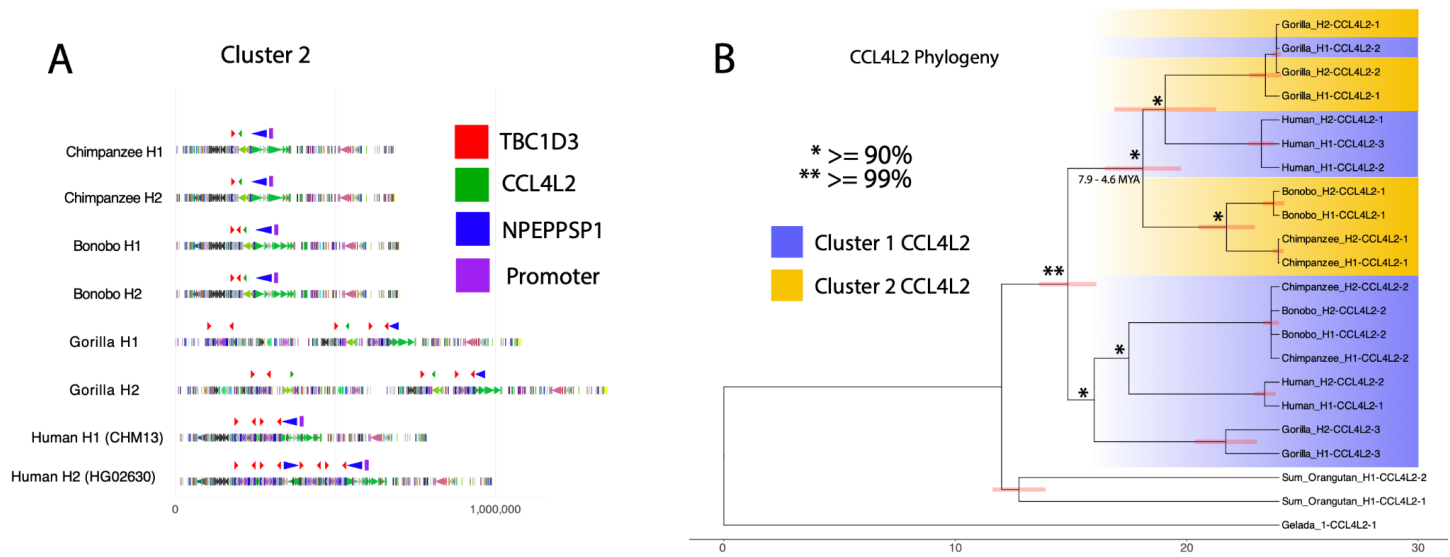 A
Cluster 2
Chimpanzee H1
Chimpanzee H2
Bonobo H1
Bonobo H2
Gorilla H1
Gorilla H2
Human H1 (CHM13)
Human H2 (HG02630)
0
1,000,000
TBC1D3
CCL4L2
NPEPPSP1
Promoter
B
CCL4L2 Phylogeny
* >= 90%
** >= 99%
Cluster 1 CCL4L2
Cluster 2 CCL4L2
*
*
7.9 - 4.6 MYA
*
**
*
*
Gorilla_H2-CCL4L2-1
Gorilla_H1-CCL4L2-2
Gorilla_H2-CCL4L2-2
Gorilla_H1-CCL4L2-1
Human_H2-CCL4L2-1
Human_H1-CCL4L2-3
Human_H1-CCL4L2-2
Bonobo_H2-CCL4L2-1
Bonobo_H1-CCL4L2-1
Chimpanzee_H2-CCL4L2-1
Chimpanzee_H1-CCL4L2-1
Chimpanzee_H2-CCL4L2-2
Bonobo_H2-CCL4L2-2
Bonobo_H1-CCL4L2-2
Chimpanzee_H1-CCL4L2-2
Human_H2-CCL4L2-2
Human_H1-CCL4L2-1
Gorilla_H2-CCL4L2-3
Gorilla_H1-CCL4L2-3
Sum_Orangutan_H1-CCL4L2-2
Sum_Orangutan_H1-CCL4L2-1
Gelada_1-CCL4L2-1
0
10
20
30